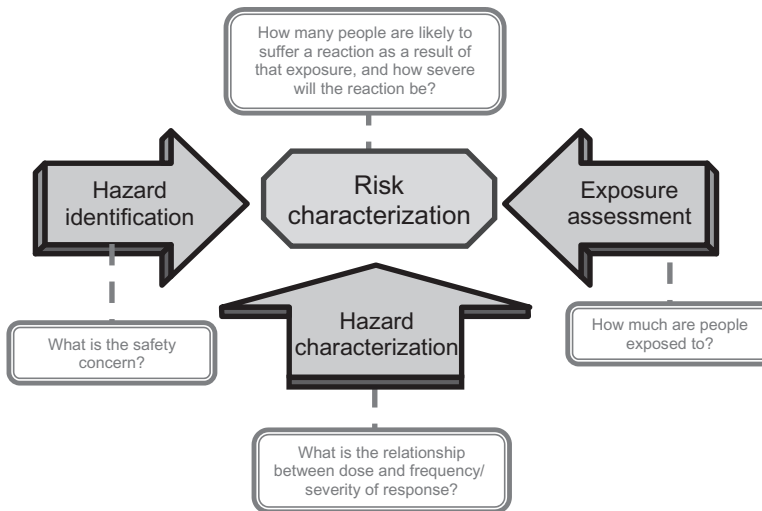 How many people are likely to
suffer a reaction as a result of
that exposure, and how severe
will the reaction be?
Hazard
identification
Risk
characterization
Exposure
assessment
What is the safety
concern?
Hazard
characterization
How much are people
exposed to?
What is the relationship
between dose and frequency/
severity of response?